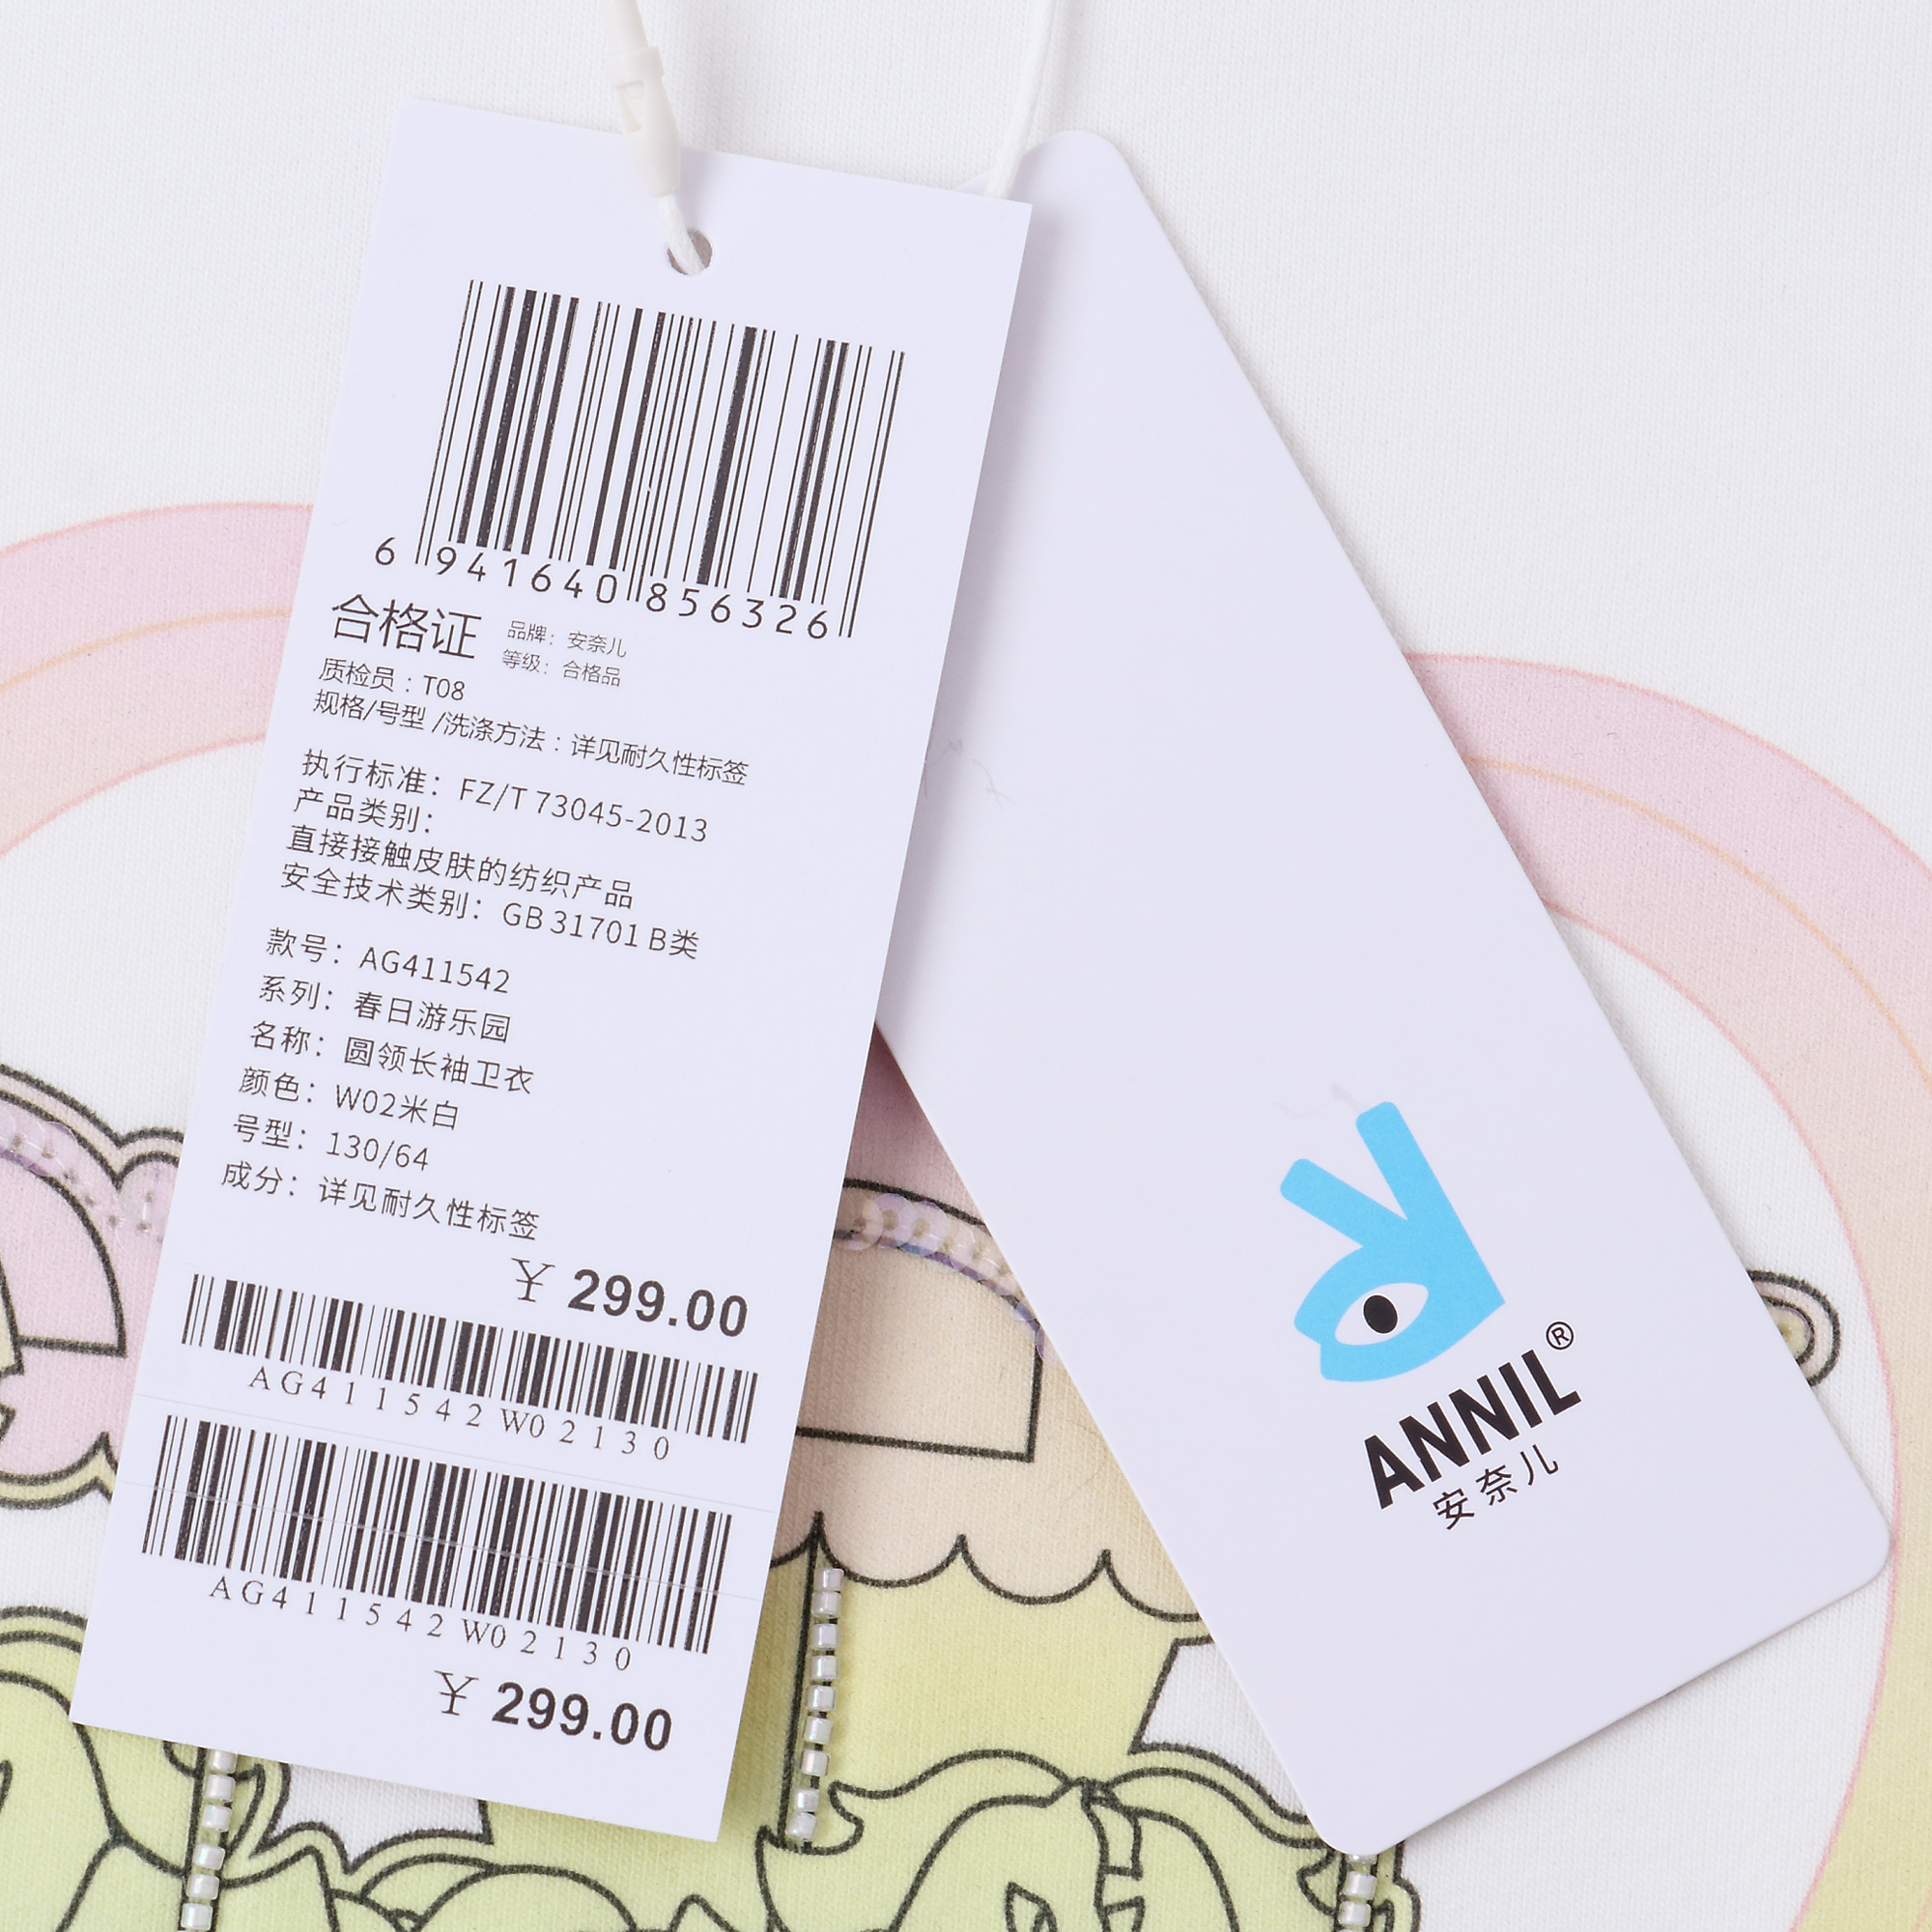 6 941640 856326
合格证
品牌：安奈儿
等级：合格品
质检员：T08
规格/号型 /洗涤方法：详见耐久性标签
执行标准：FZ/T 73045-2013
产品类别：
直接接触皮肤的纺织产品
安全技术类别：GB 31701 B类
款号：AG411542
系列：春日游乐园
名称：圆领长袖卫衣
颜色：W02米白
号型：130/64
成分：详见耐久性标签
¥ 299.00
AG411542W02130
AG411542W02130
¥ 299.00
ANNIL®
安奈儿